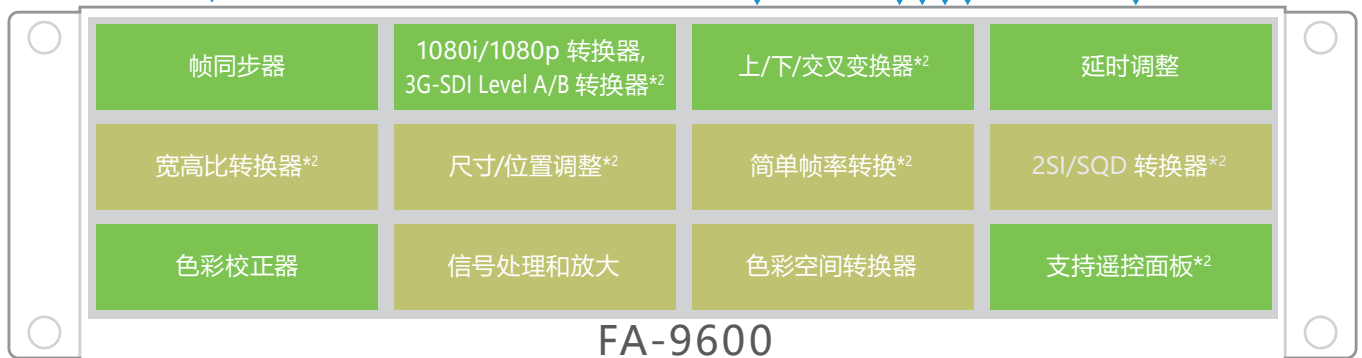 帧同步器
1080i/1080p 转换器,
3G-SDI Level A/B 转换器*2
上/下/交叉变换器*2
延时调整
宽高比转换器*2
尺寸/位置调整*2
简单帧率转换*2
2SI/SQD 转换器*2
色彩校正器
信号处理和放大
色彩空间转换器
支持遥控面板*2
FA-9600